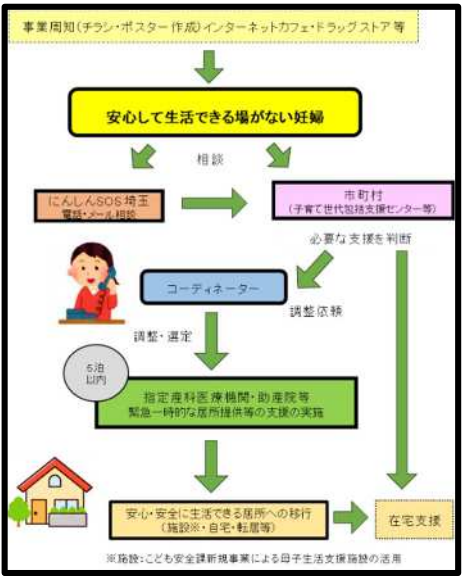 事業周知(チラシ・ポスター作成)インターネットカフェ・ドラッグストア等
安心して生活できる場がない妊婦
相談
にんしんSOS埼玉
電話・メール相談
市町村
(子育て世代包括支援センター等)
必要な支援を判断
コーディネーター
調整依頼
調整・選定
5泊
以内
指定産科医療機関・助産院等
緊急一時的な居所提供等の支援の実施
安心・安全に生活できる居所への移行
(施設※・自宅・転居等)
在宅支援
※施設:こども安全課新規事業による母子生活支援施設の活用